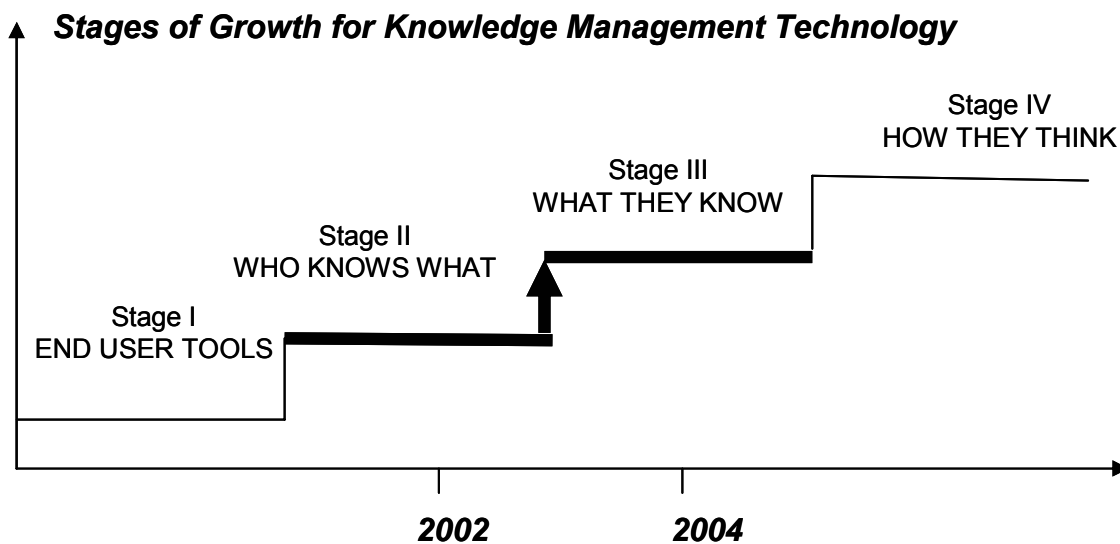 Stages of Growth for Knowledge Management Technology
Stage IV
HOW THEY THINK
Stage III
WHAT THEY KNOW
Stage II
WHO KNOWS WHAT
Stage I
END USER TOOLS
2002
2004